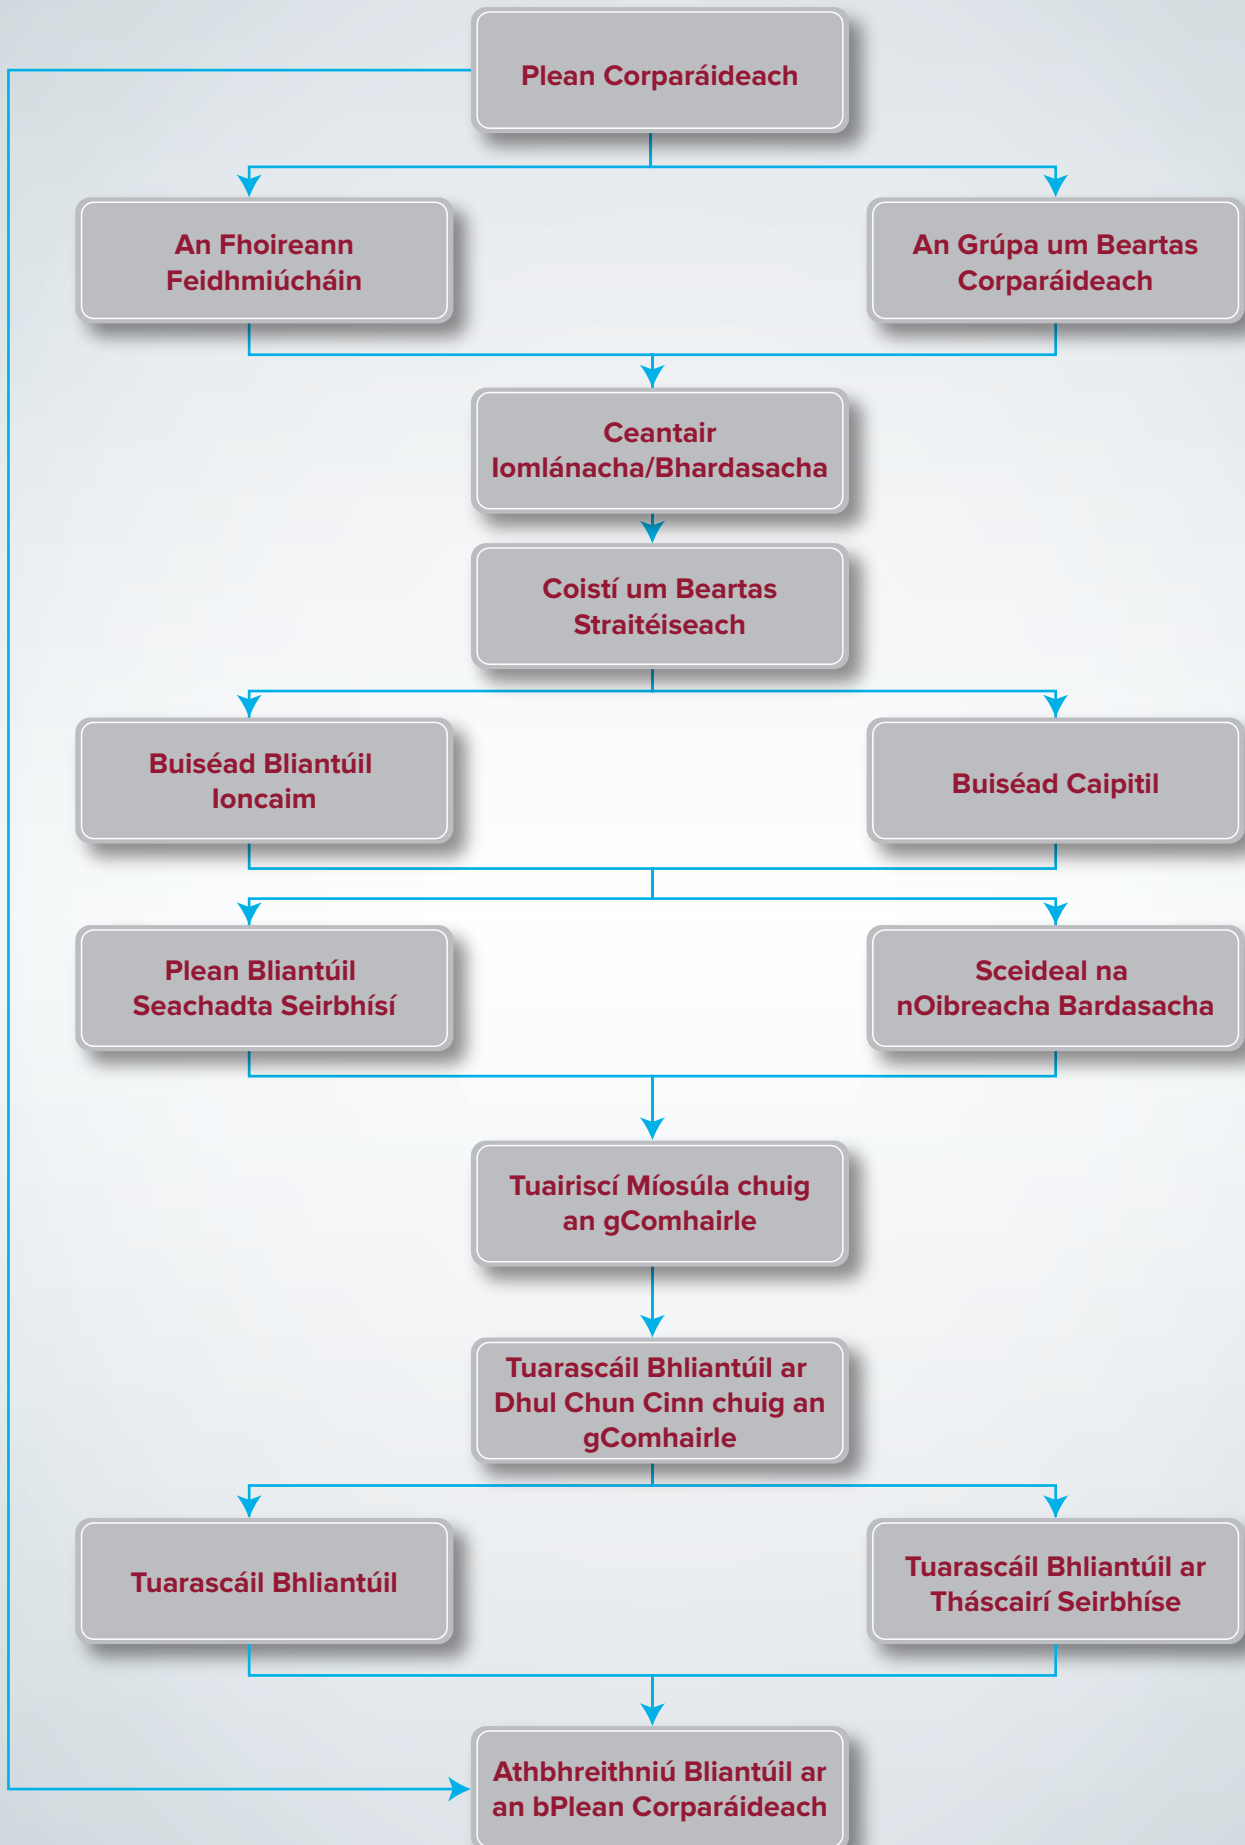 Plean Corparáideach
An Fhoireann
Feidhmiúcháin
An Grúpa um Beartas
Corparáideach
Ceantair
Iomlánacha/Bhardasacha
Coistí um Beartas
Straitéiseach
Buiséad Bliantúil
Ioncaim
Buiséad Caipitil
Plean Bliantúil
Seachadta Seirbhísí
Sceideal na
nOibreacha Bardasacha
Tuairiscí Míosúla chuig
an gComhairle
Tuarascáil Bhliantúil ar
Dhul Chun Cinn chuig an
gComhairle
Tuarascáil Bhliantúil
Tuarascáil Bhliantúil ar
Tháscairí Seirbhíse
Athbhreithniú Bliantúil ar
an bPlean Corparáideach